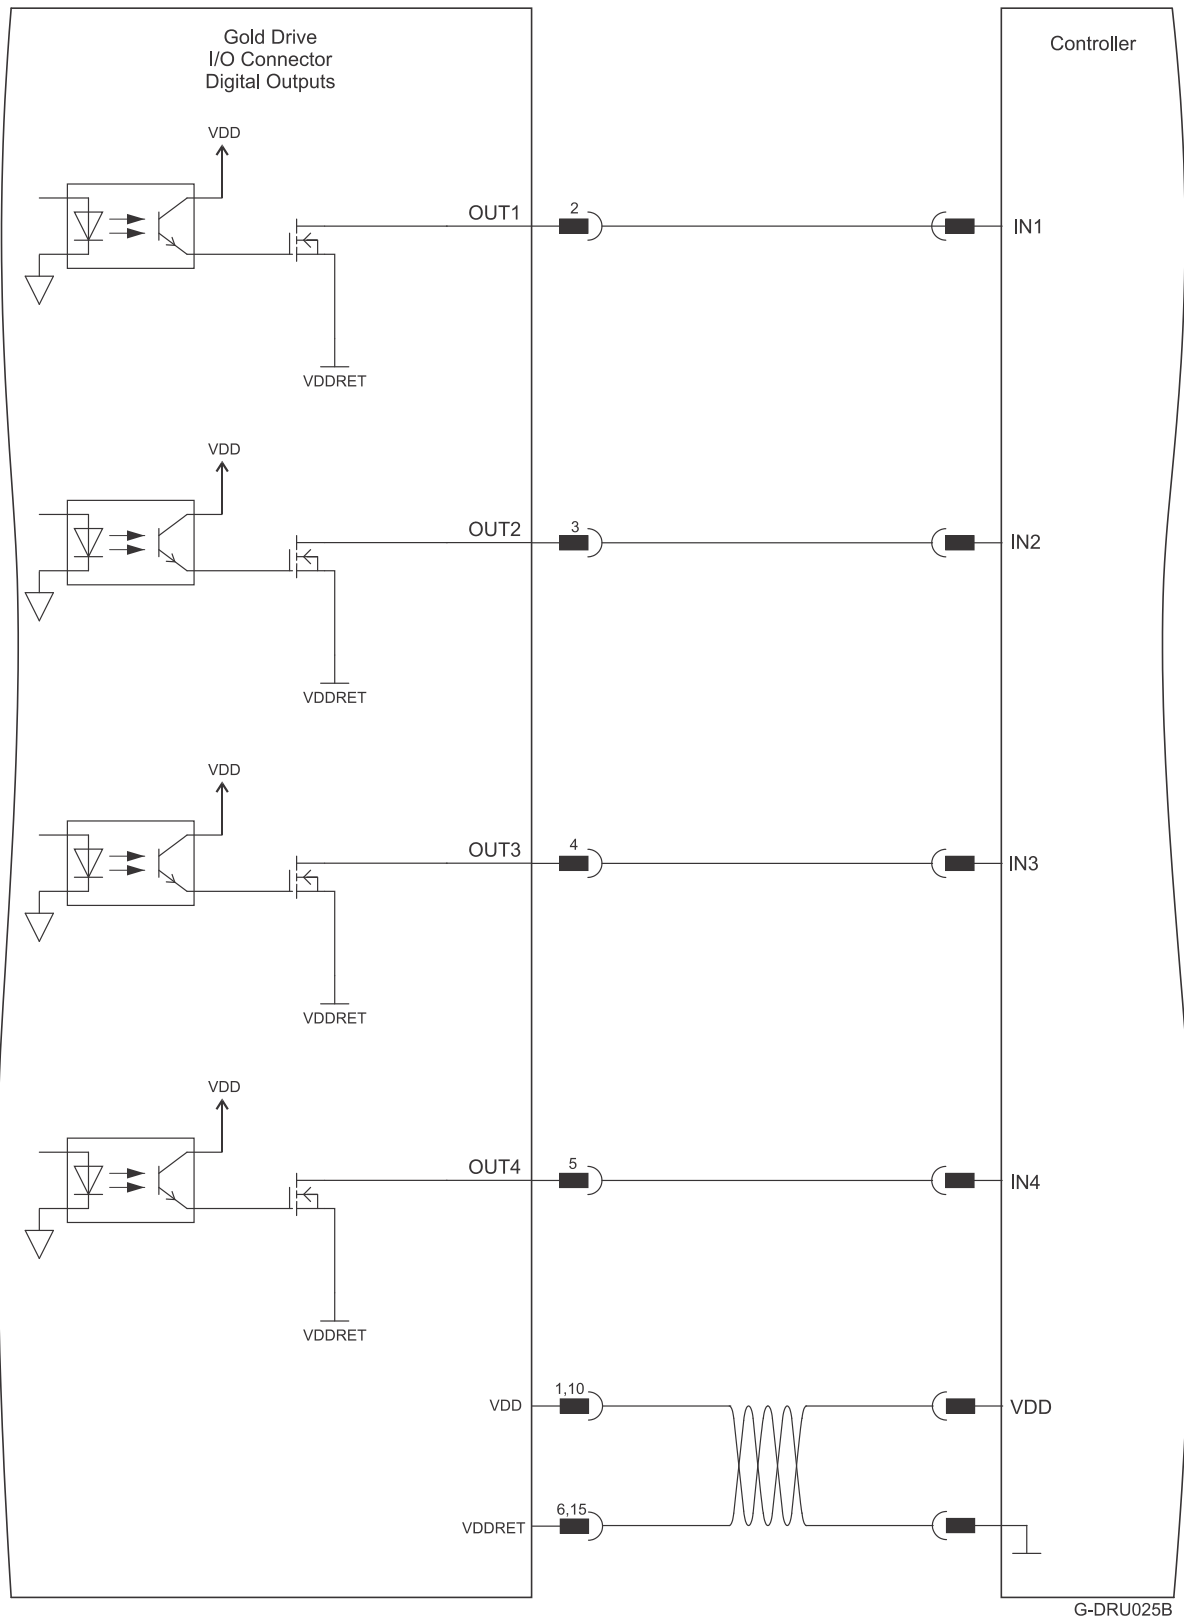 Gold Drive
I/O Connector
Digital Outputs
Controller
VDD
OUT1
2
IN1
VDDRET
VDD
OUT2
3
IN2
VDDRET
VDD
OUT3
4
IN3
VDDRET
VDD
OUT4
5
IN4
VDDRET
VDD
1,10
VDD
VDDRET
6,15
G-DRU025B